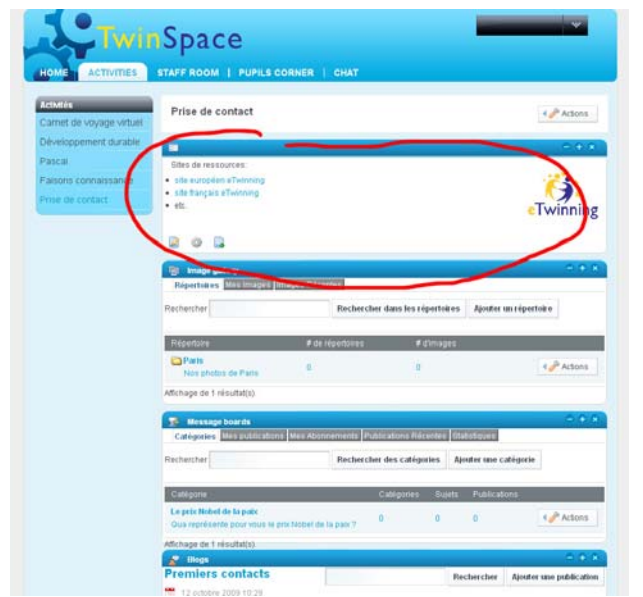 TwinSpace
HOME ACTIVITIES STAFF ROOM | PUPILS CORNER | CHAT
Activités
Carnet de voyage virtuel
Développement durable
Pascal
Faisons connaissance
Prise de contact
Prise de contact
Actions
Sites de ressources:
site européen eTwinning
site français eTwinning
etc.
eTwinning
Image
Répertoires Mes Images
Rechercher Rechercher dans les répertoires Ajouter un répertoire
Répertoire # de répertoires # d'images
Paris
Nos photos de Paris 0 0 Actions
Affichage de 1 résultat(s)
Message boards
Catégories Mes publications Mes Abonnements Publications Récentes Statistiques
Rechercher Rechercher des catégories Ajouter une catégorie
Catégorie Catégories Sujets Publications
Le prix Nobel de la paix
Que représente pour vous le prix Nobel de la paix ? 0 0 0 Actions
Affichage de 1 résultat(s)
Blogs
Premiers contacts Rechercher Ajouter une publication
12 octobre 2009 10:29